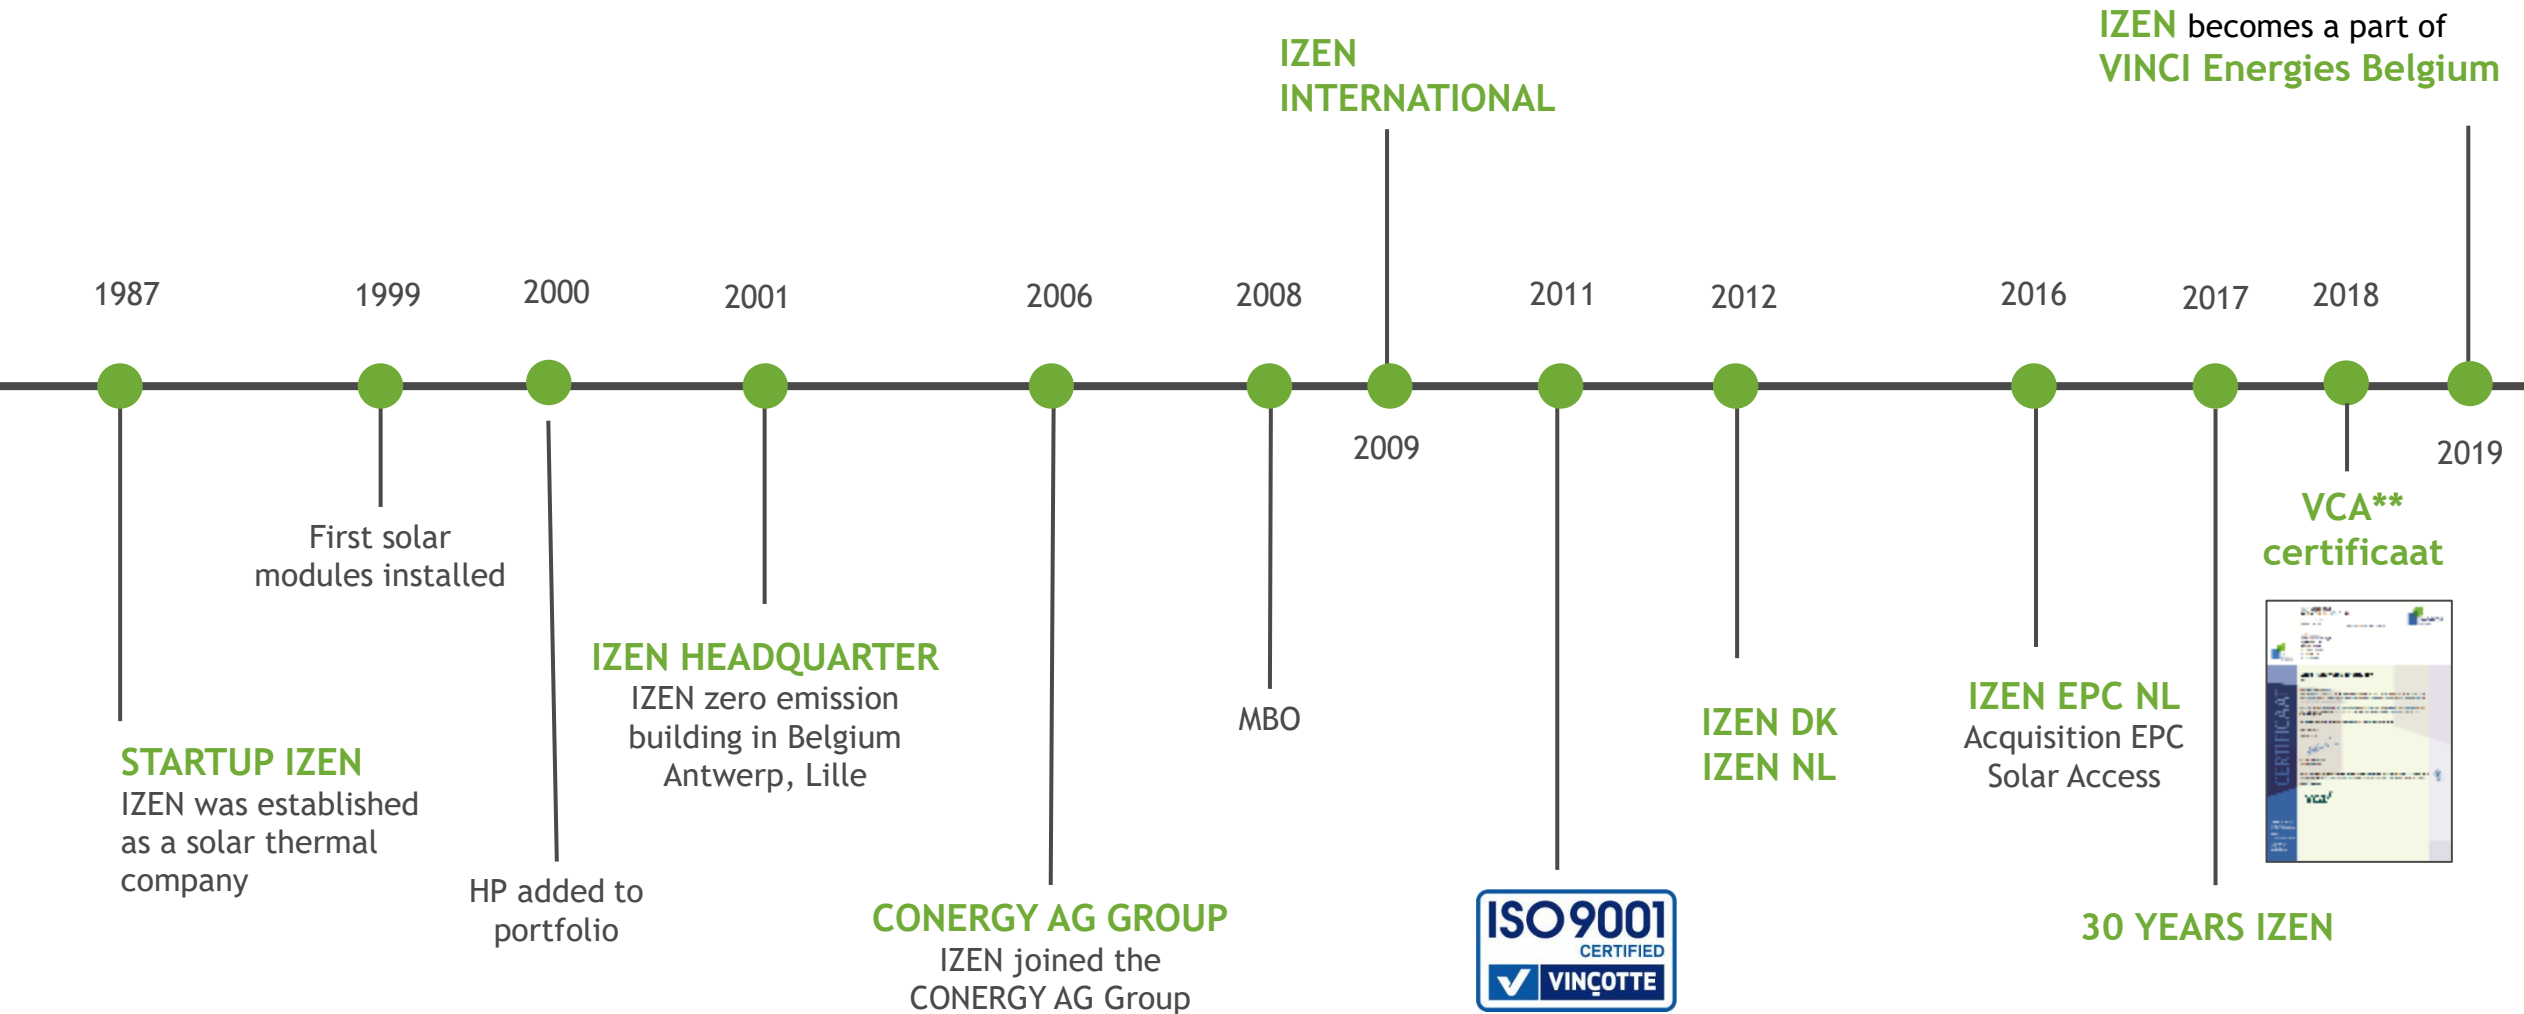 IZEN
INTERNATIONAL
IZEN becomes a part of
VINCI Energies Belgium
1987
1999
2000
2001
2006
2008
2011
2012
2016
2017
2018
2009
2019
First solar
modules installed
VCA**
certificaat
IZEN HEADQUARTER
IZEN zero emission
building in Belgium
Antwerp, Lille
MBO
IZEN DK
IZEN NL
IZEN EPC NL
Acquisition EPC
Solar Access
CERTIFICAAT
STARTUP IZEN
IZEN was established
as a solar thermal
company
HP added to
portfolio
CONERGY AG GROUP
IZEN joined the
CONERGY AG Group
ISO 9001
CERTIFIED
VINÇOTTE
30 YEARS IZEN